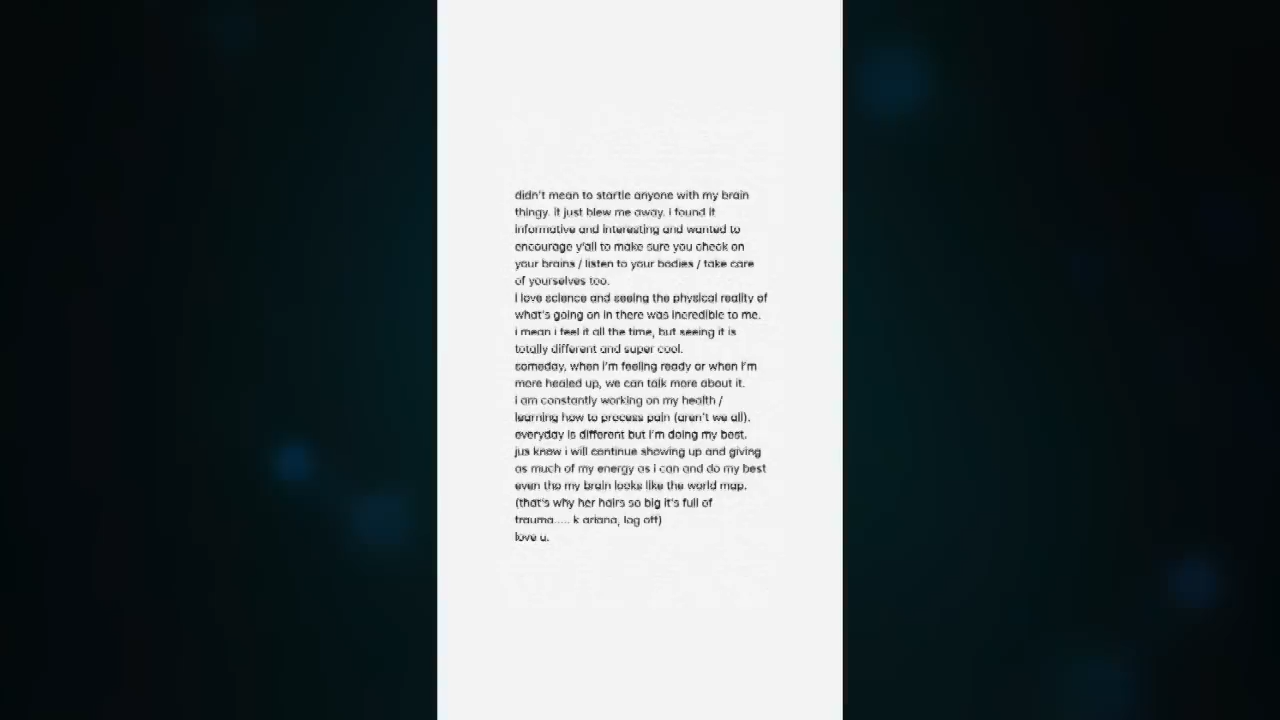 didn't mean to startle anyone with my brain
thingy. it just blew me away. i found it
informative and interesting and wanted to
encourage y'all to make sure you check on
your brains / listen to your bodies / take care
of yourselves too.
i love science and seeing the physical reality of
what's going on in there was incredible to me.
i mean i feel it all the time, but seeing it is
totally different and super cool.
someday, when i'm feeling ready or when i'm
more healed up, we can talk more about it.
i am constantly working on my health /
learning how to process pain (aren't we all).
everyday is different but i'm doing my best.
jus know i will continue showing up and giving
as much of my energy as i can and do my best
even tho my brain looks like the world map.
(that's why her hairs so big it's full of
trauma..... k ariana, log off)
love u.